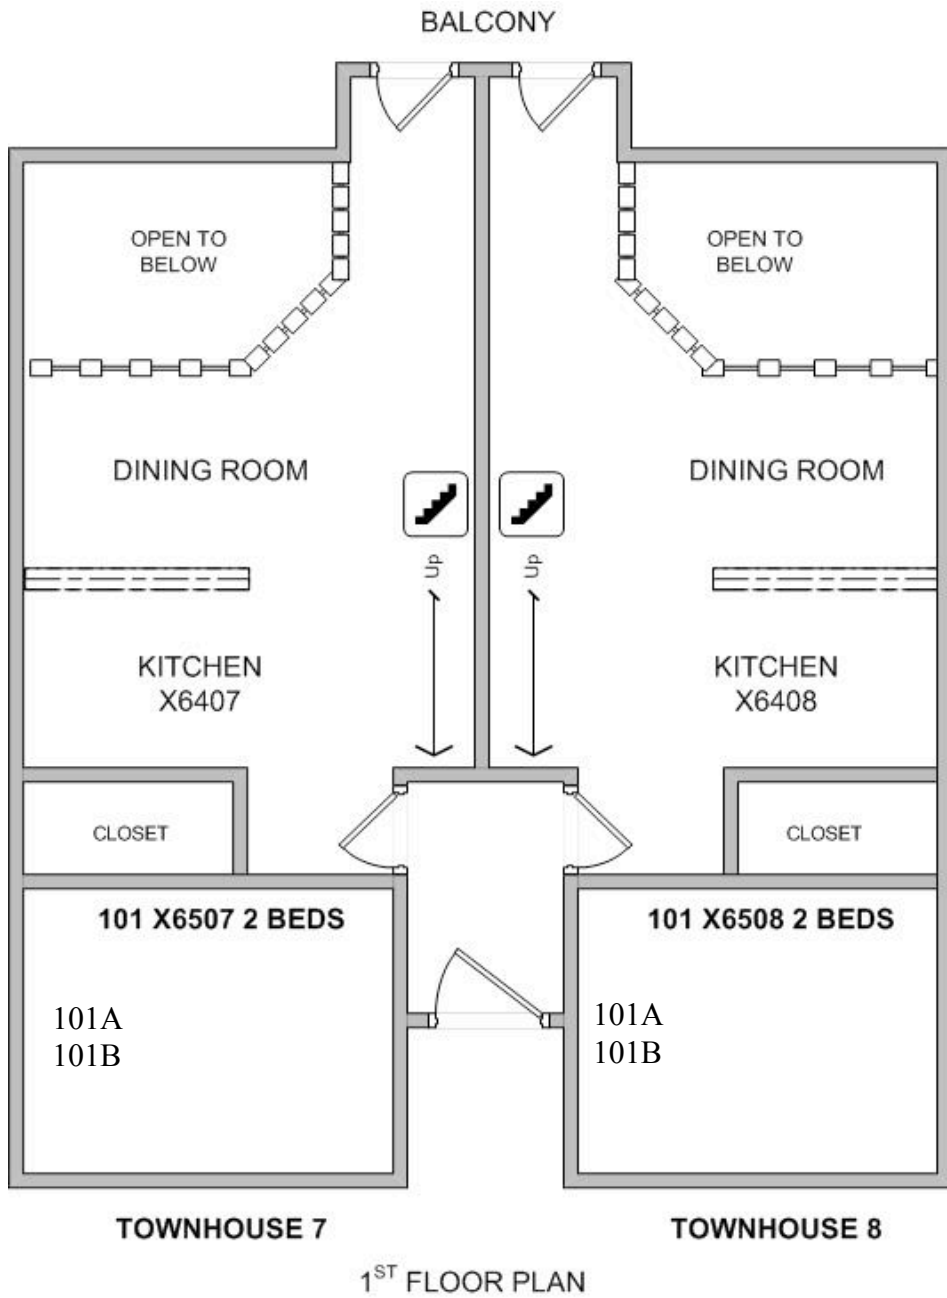 BALCONY
OPEN TO
BELOW
OPEN TO
BELOW
DINING ROOM
DINING ROOM
Up
Up
KITCHEN
X6407
KITCHEN
X6408
CLOSET
CLOSET
101 X6507 2 BEDS
101 X6508 2 BEDS
101A
101B
101A
101B
TOWNHOUSE 7
TOWNHOUSE 8
1ST FLOOR PLAN